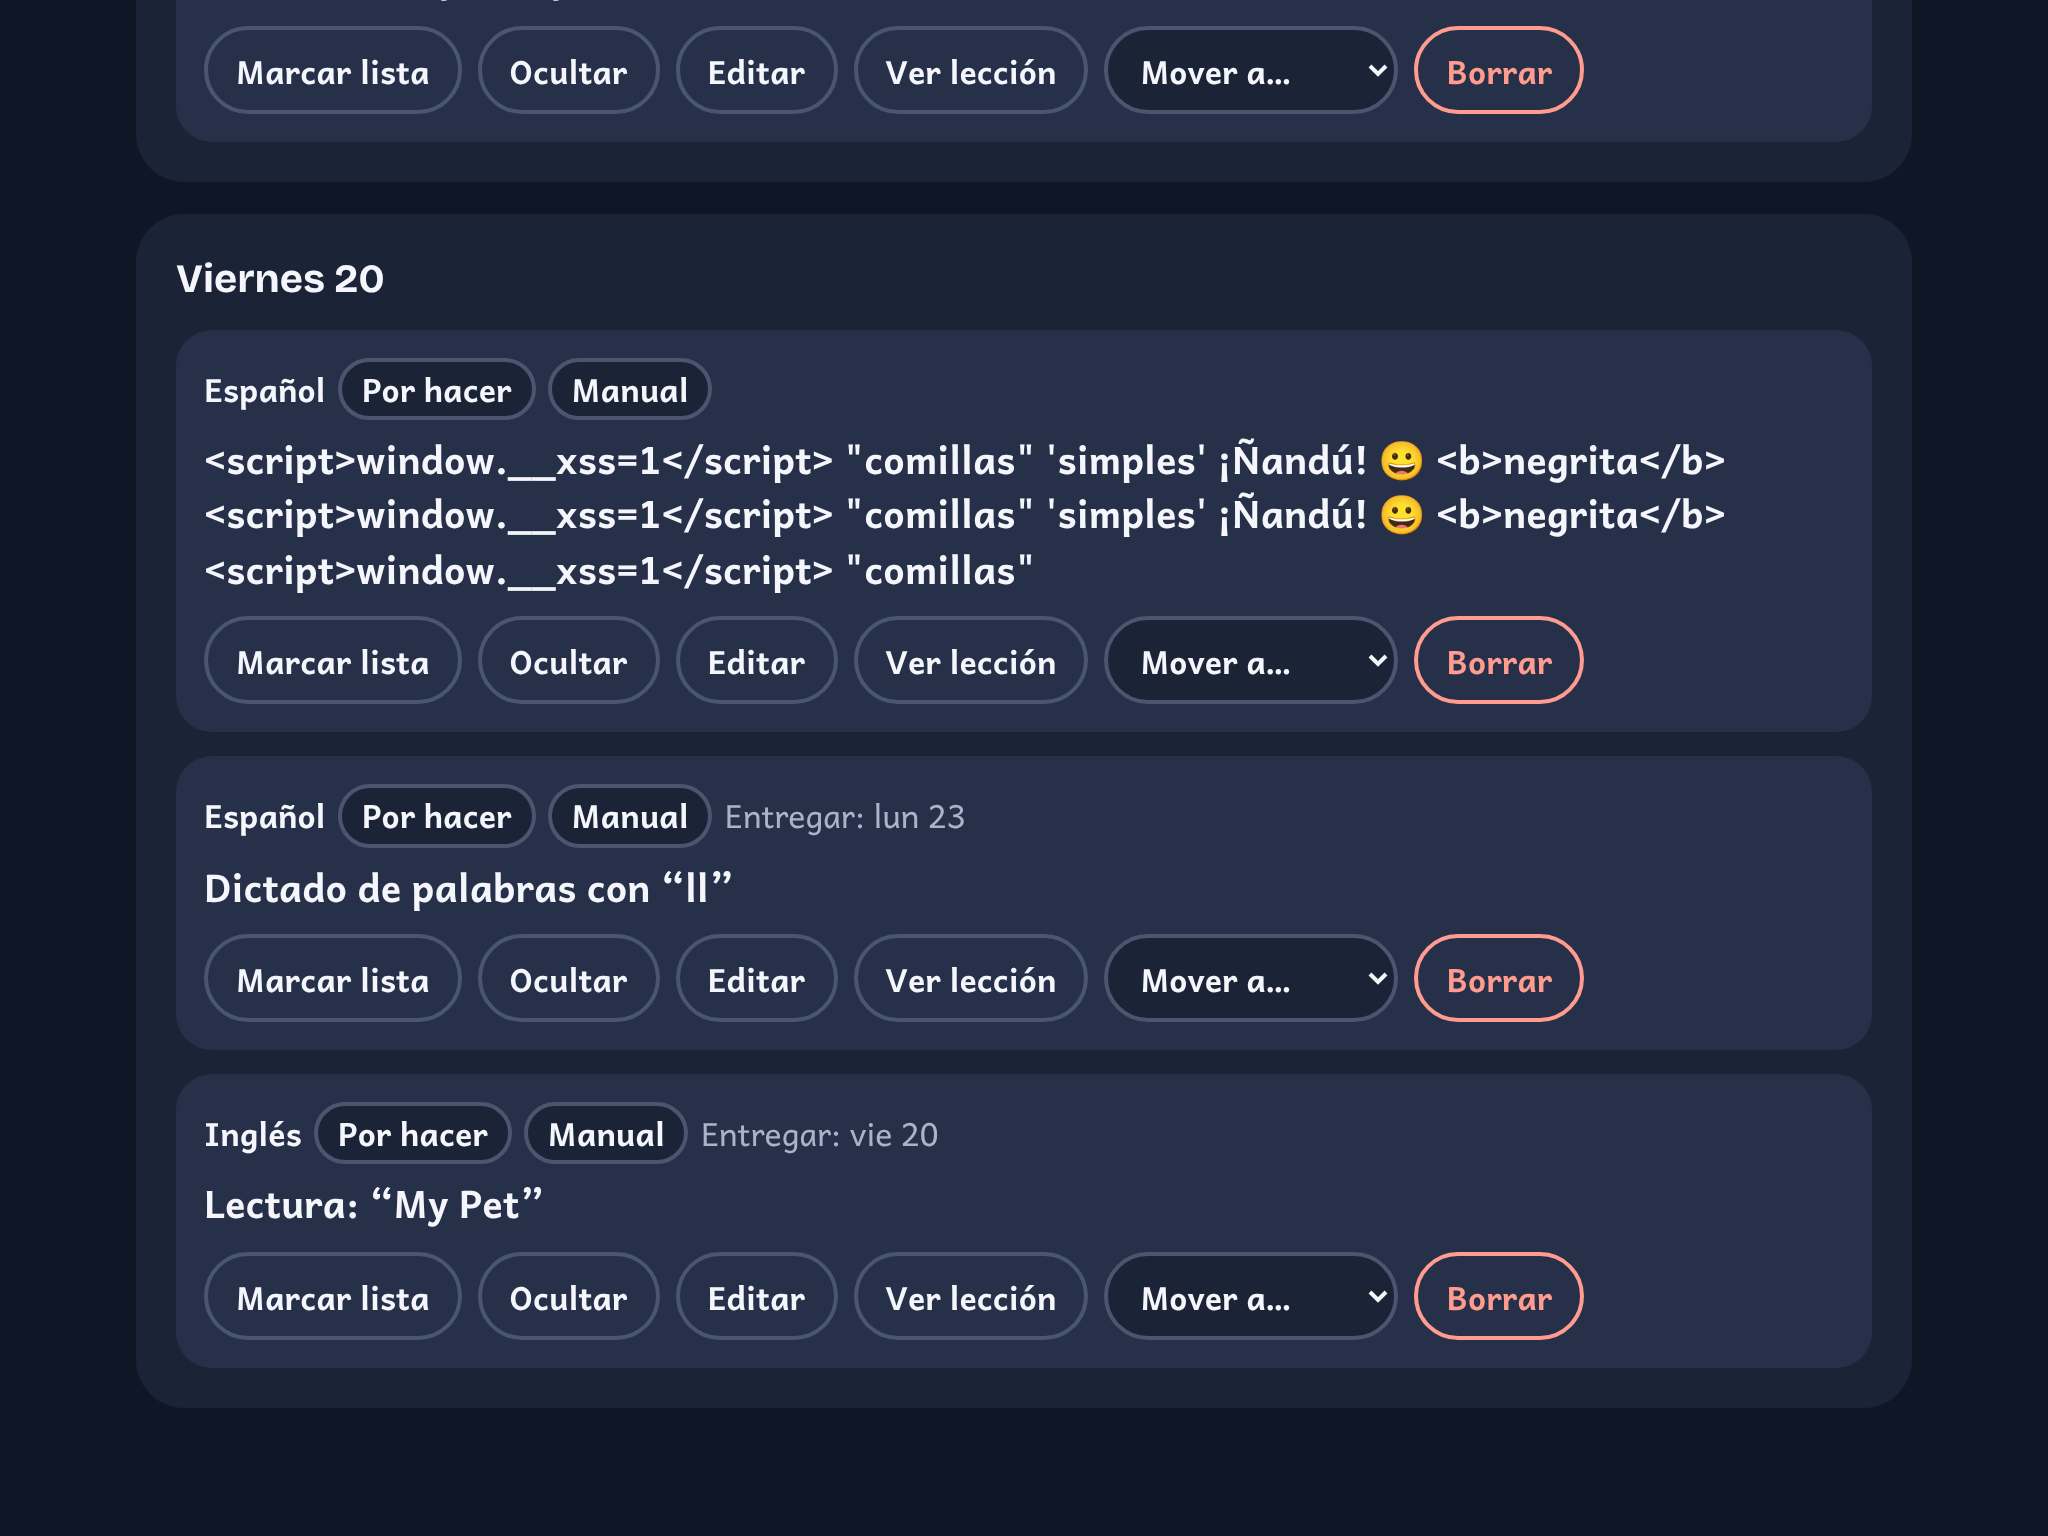 Marcar lista Ocultar Editar Ver lección Mover a... Borrar
Viernes 20
Español Por hacer Manual
<script>window.__xss=1</script> "comillas" 'simples' ¡Ñandú! 😀 <b>negrita</b>
<script>window.__xss=1</script> "comillas" 'simples' ¡Ñandú! 😀 <b>negrita</b>
<script>window.__xss=1</script> "comillas"
Marcar lista Ocultar Editar Ver lección Mover a... Borrar
Español Por hacer Manual Entregar: lun 23
Dictado de palabras con “ll”
Marcar lista Ocultar Editar Ver lección Mover a... Borrar
Inglés Por hacer Manual Entregar: vie 20
Lectura: “My Pet”
Marcar lista Ocultar Editar Ver lección Mover a... Borrar